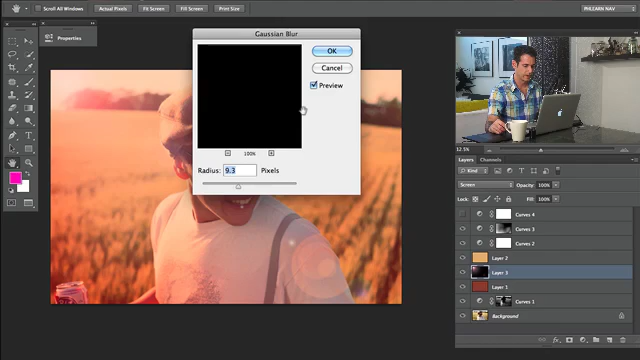 Scroll All Windows
Actual Pixels
Fit Screen
Fill Screen
Print Size
PHLEARN NAV
Properties
Gaussian Blur
OK
Cancel
Preview
100%
Radius: 9.3 Pixels
12.5%
Layers Channels
Kind
Screen
Opacity: 100%
Lock:
Fill: 100%
Curves 4
Curves 3
Curves 2
Layer 2
Layer 3
Layer 1
Curves 1
Background
fx